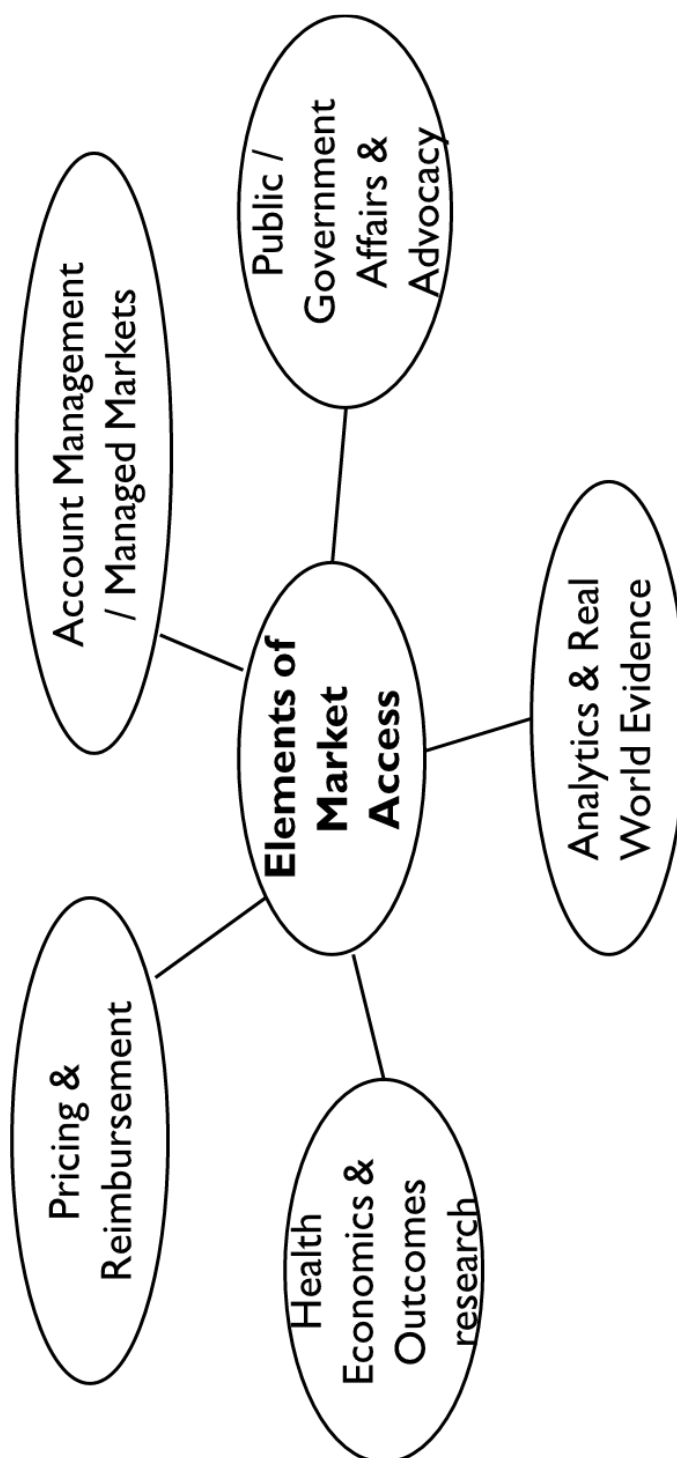 Pricing &
Reimbursement
Account Management
/ Managed Markets
Elements of
Market
Access
Health
Economics &
Outcomes
research
Public /
Government
Affairs &
Advocacy
Analytics & Real
World Evidence